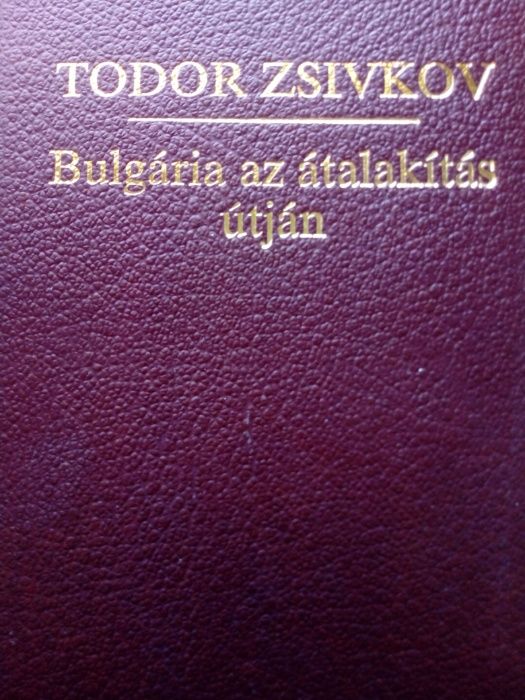 TODOR ZSIVKOV
Bulgária az átalakítás
útján